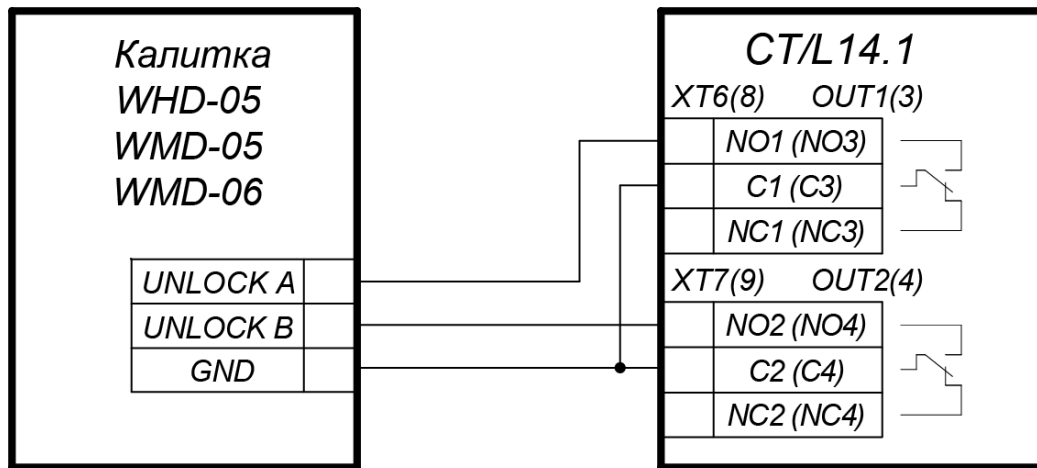 Калитка
WHD-05
WMD-05
WMD-06
UNLOCK A
UNLOCK B
GND
CT/L14.1
XT6(8) OUT1(3)
NO1 (NO3)
C1 (C3)
NC1 (NC3)
XT7(9) OUT2(4)
NO2 (NO4)
C2 (C4)
NC2 (NC4)